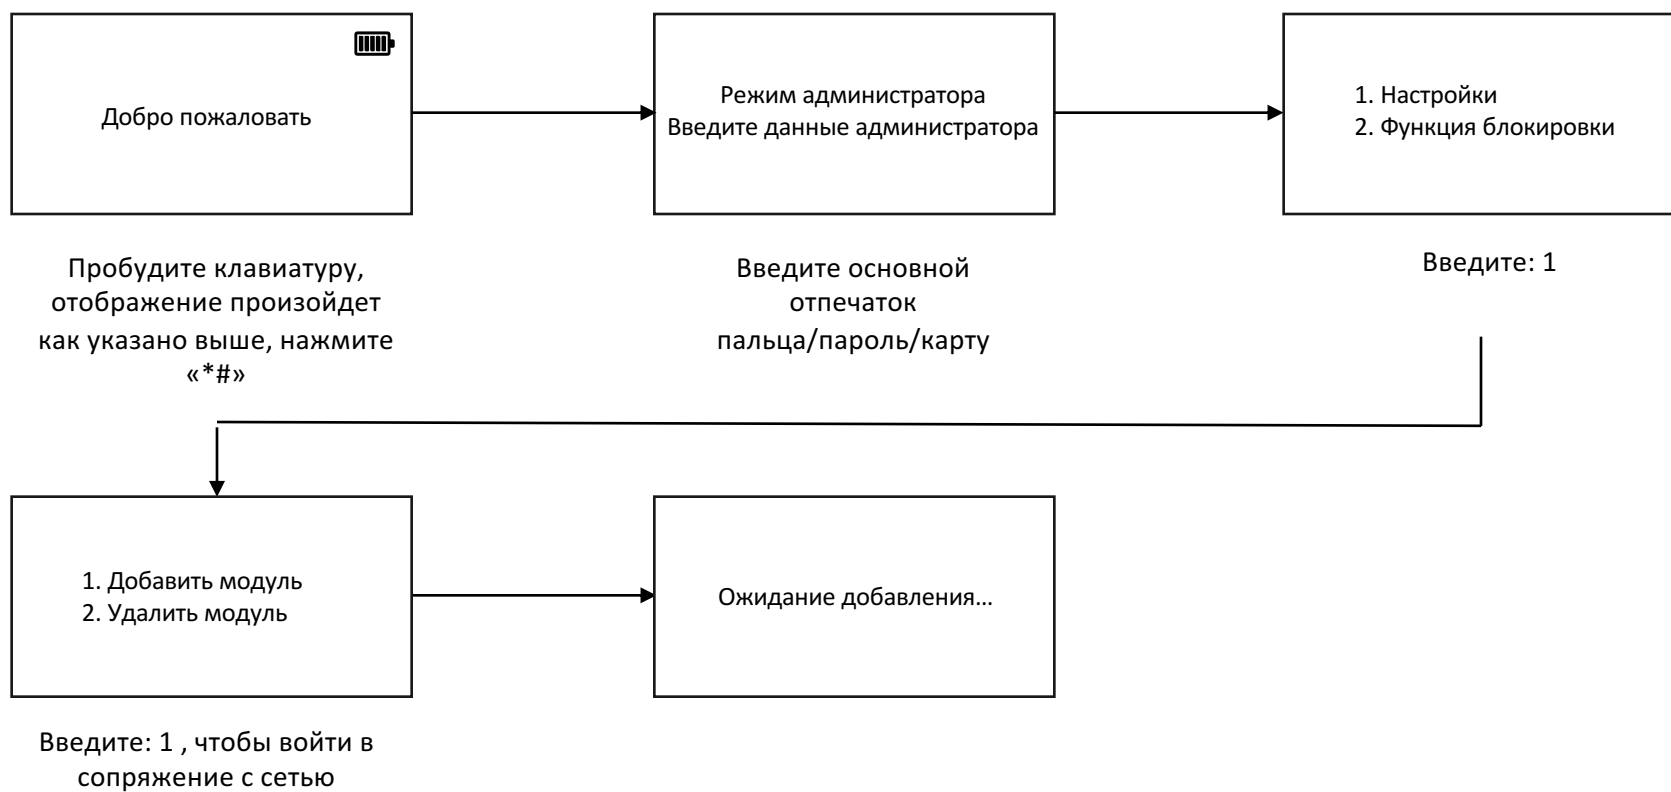 Добро пожаловать
Режим администратора
Введите данные администратора
1. Настройки
2. Функция блокировки
Пробудите клавиатуру,
отображение произойдет
как указано выше, нажмите
«*#»
Введите основной
отпечаток
пальца/пароль/карту
Введите: 1
1. Добавить модуль
2. Удалить модуль
Ожидание добавления...
Введите: 1 , чтобы войти в
сопряжение с сетью